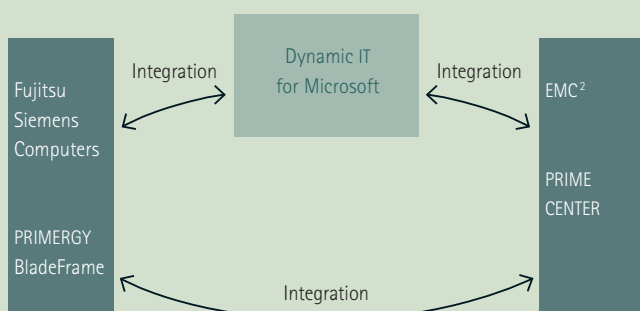 Dynamic IT
for Microsoft
Integration
Integration
Fujitsu
Siemens
Computers
EMC²
PRIME
CENTER
PRIMERGY
BladeFrame
Integration